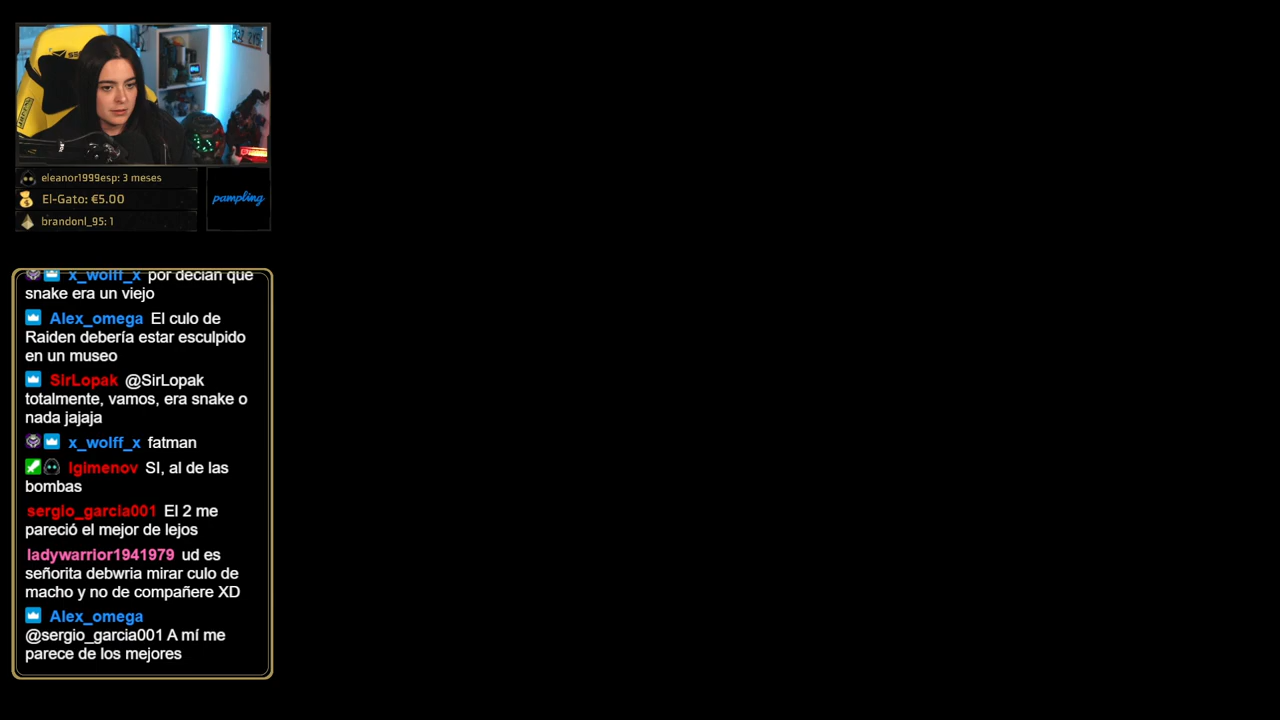 eleanor1999esp: 3 meses
El-Gato: €5.00
brandonl_95: 1
pampling
x_wolff_x por decian que
snake era un viejo
Alex_omega El culo de
Raiden debería estar esculpido
en un museo
SirLopak @SirLopak
totalmente, vamos, era snake o
nada jajaja
x_wolff_x fatman
Igimenov SI, al de las
bombas
sergio_garcia001 El 2 me
pareció el mejor de lejos
ladywarrior1941979 ud es
señorita debwria mirar culo de
macho y no de compañere XD
Alex_omega
@sergio_garcia001 A mí me
parece de los mejores